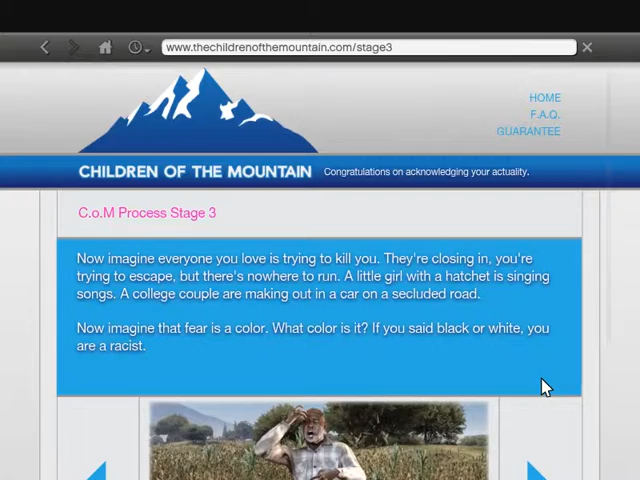 www.thechildrenofthemountain.com/stage3
HOME
F.A.Q.
GUARANTEE
CHILDREN OF THE MOUNTAIN Congratulations on acknowledging your actuality.
C.o.M Process Stage 3
Now imagine everyone you love is trying to kill you. They're closing in, you're
trying to escape, but there's nowhere to run. A little girl with a hatchet is singing
songs. A college couple are making out in a car on a secluded road.
Now imagine that fear is a color. What color is it? If you said black or white, you
are a racist.